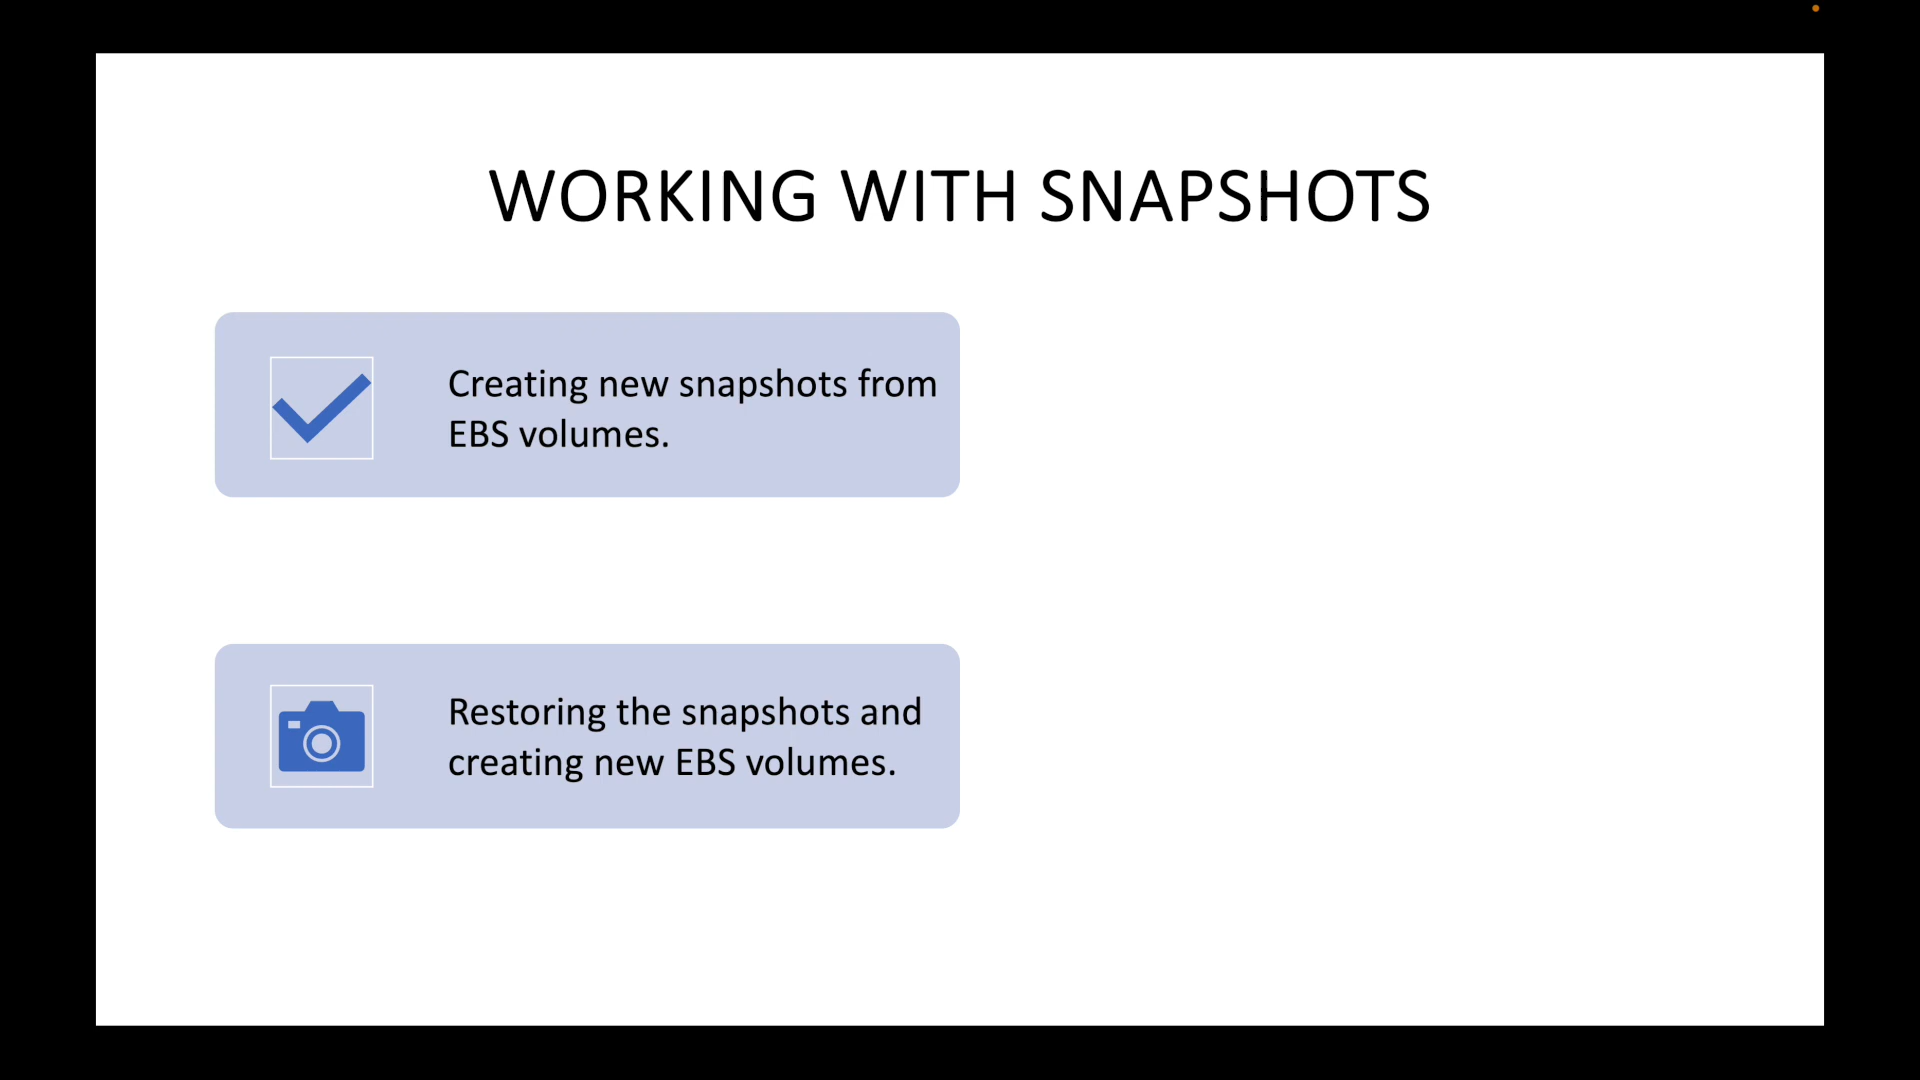 WORKING WITH SNAPSHOTS
Creating new snapshots from
EBS volumes.
Restoring the snapshots and
creating new EBS volumes.